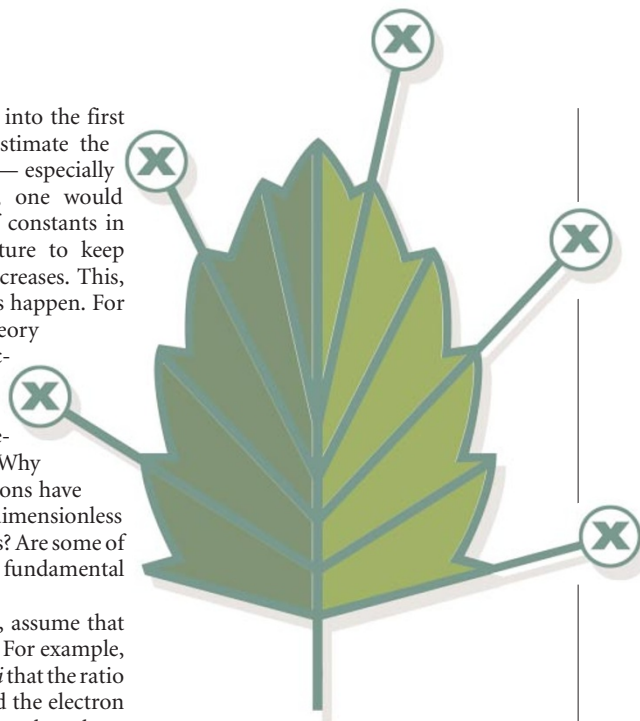 into the first
stimate the
— especially
one would
constants in
ture to keep
creases. This,
s happen. For
eory
c-
e-
Why
ons have
dimensionless
s? Are some of
fundamental
, assume that
For example,
i that the ratio
d the electron
X
X
X
X
X